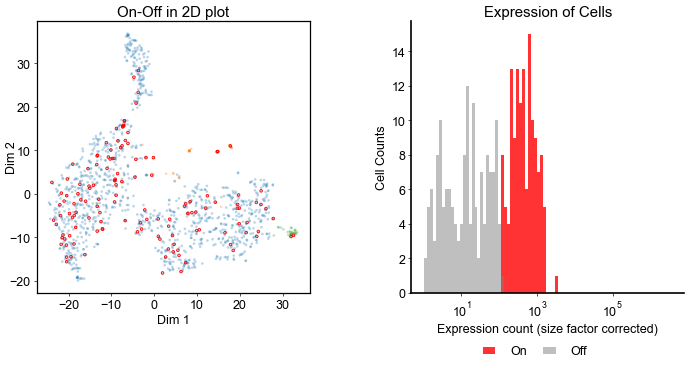 On-Off in 2D plot
Dim 2
30
20
10
0
−10
−20
−20 −10 0 10 20 30
Dim 1
Expression of Cells
Cell Counts
14
12
10
8
6
4
2
0
10^1 10^3 10^5
Expression count (size factor corrected)
On Off